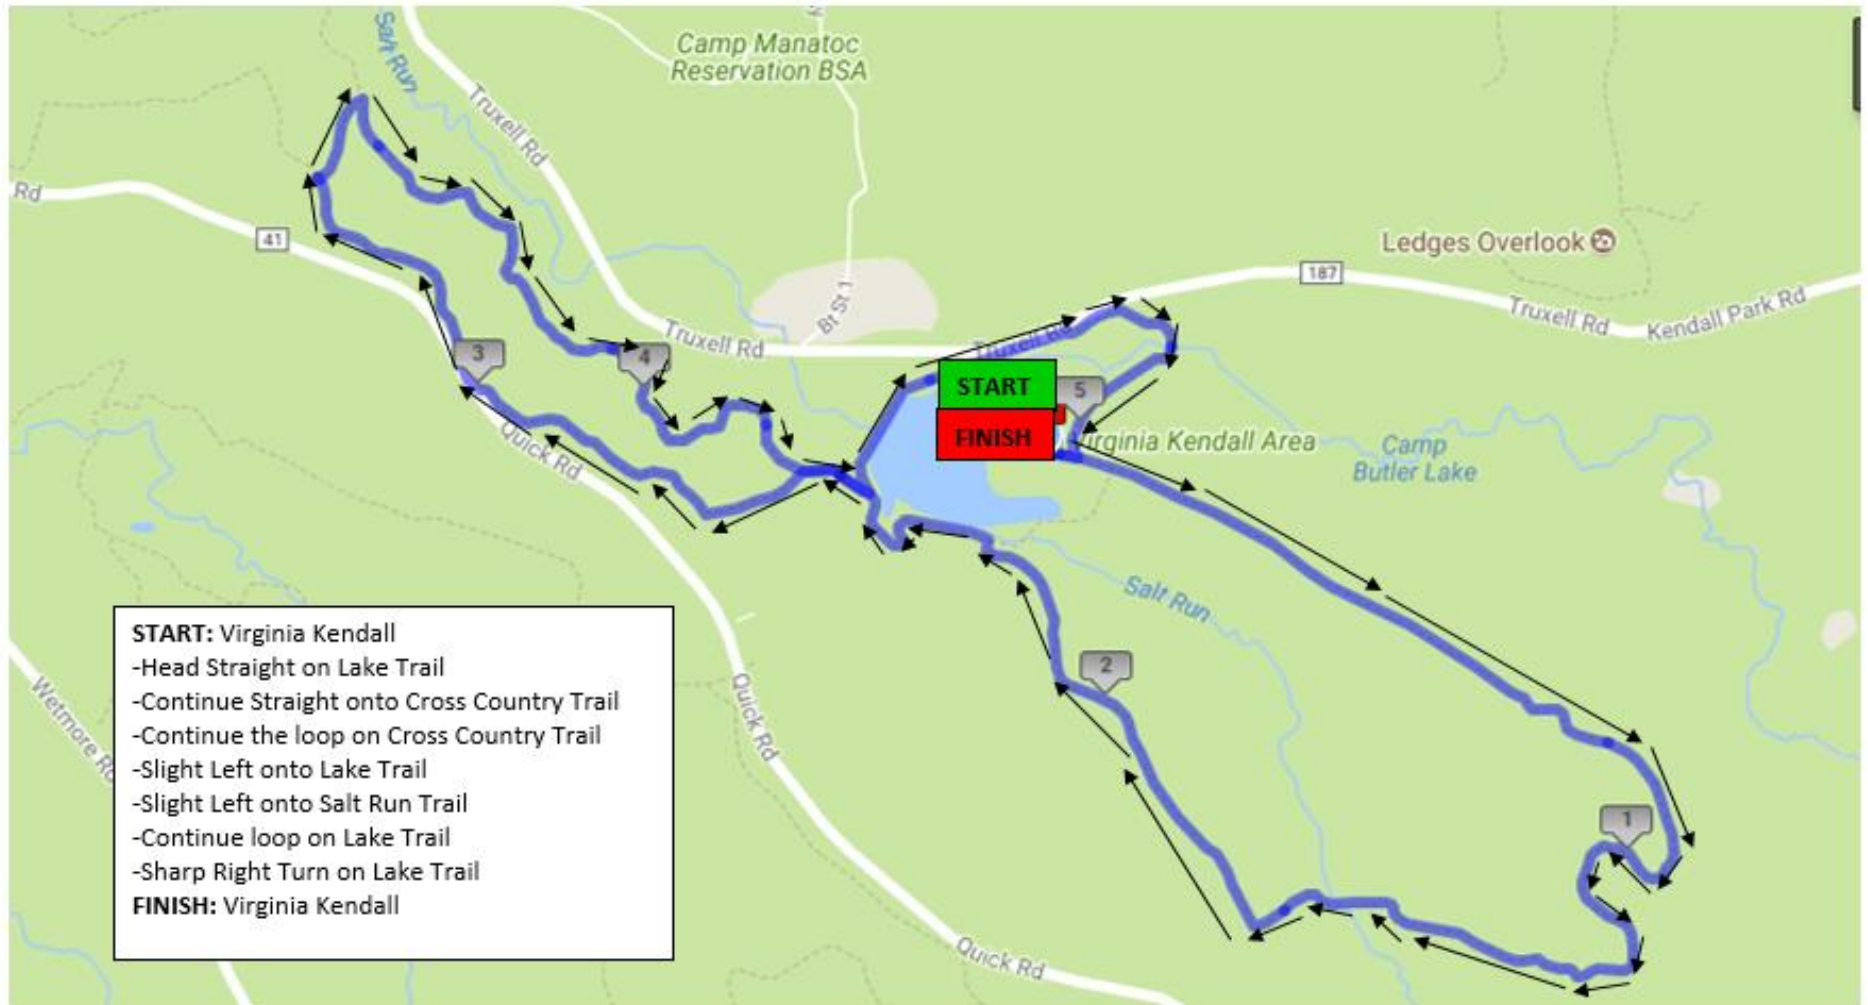 Salt Run
Camp Manatoc
Reservation BSA
Truxell Rd
Rd
41
Ledges Overlook
187
Bt St 1
Truxell Rd
Kendall Park Rd
Truxell Rd
Truxell
3
4
START
5
FINISH
Virginia Kendall Area
Quick Rd
Camp
Butler Lake
Salt Run
START: Virginia Kendall
-Head Straight on Lake Trail
-Continue Straight onto Cross Country Trail
-Continue the loop on Cross Country Trail
-Slight Left onto Lake Trail
-Slight Left onto Salt Run Trail
-Continue loop on Lake Trail
-Sharp Right Turn on Lake Trail
FINISH: Virginia Kendall
2
Wetmore Rd
Quick Rd
1
Quick Rd